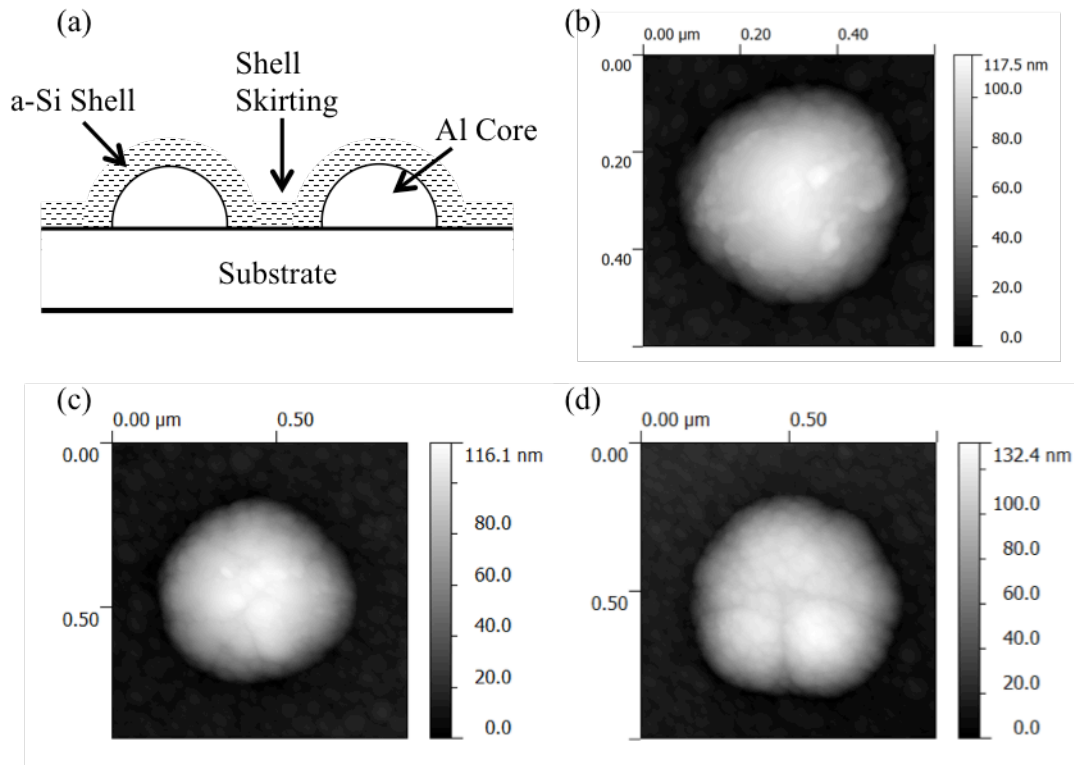 (a)
Shell
Skirting
a-Si Shell
Al Core
Substrate
(b)
0.00 µm 0.20 0.40
0.00
0.20
0.40
117.5 nm
100.0
80.0
60.0
40.0
20.0
0.0
(c)
0.00 µm 0.50
0.00
0.50
116.1 nm
80.0
60.0
40.0
20.0
0.0
(d)
0.00 µm 0.50
0.00
0.50
132.4 nm
100.0
80.0
60.0
40.0
20.0
0.0